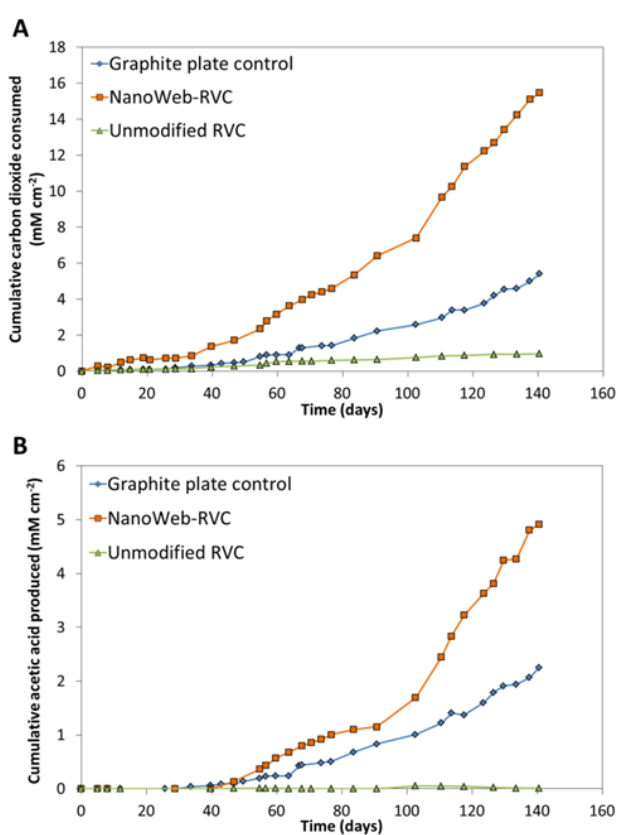 A
Cumulative carbon dioxide consumed
(mM cm-2)
18
16
14
12
10
8
6
4
2
0
Graphite plate control
NanoWeb-RVC
Unmodified RVC
0 20 40 60 80 100 120 140 160
Time (days)
B
Cumulative acetic acid produced (mM cm-2)
6
5
4
3
2
1
0
Graphite plate control
NanoWeb-RVC
Unmodified RVC
0 20 40 60 80 100 120 140 160
Time (days)